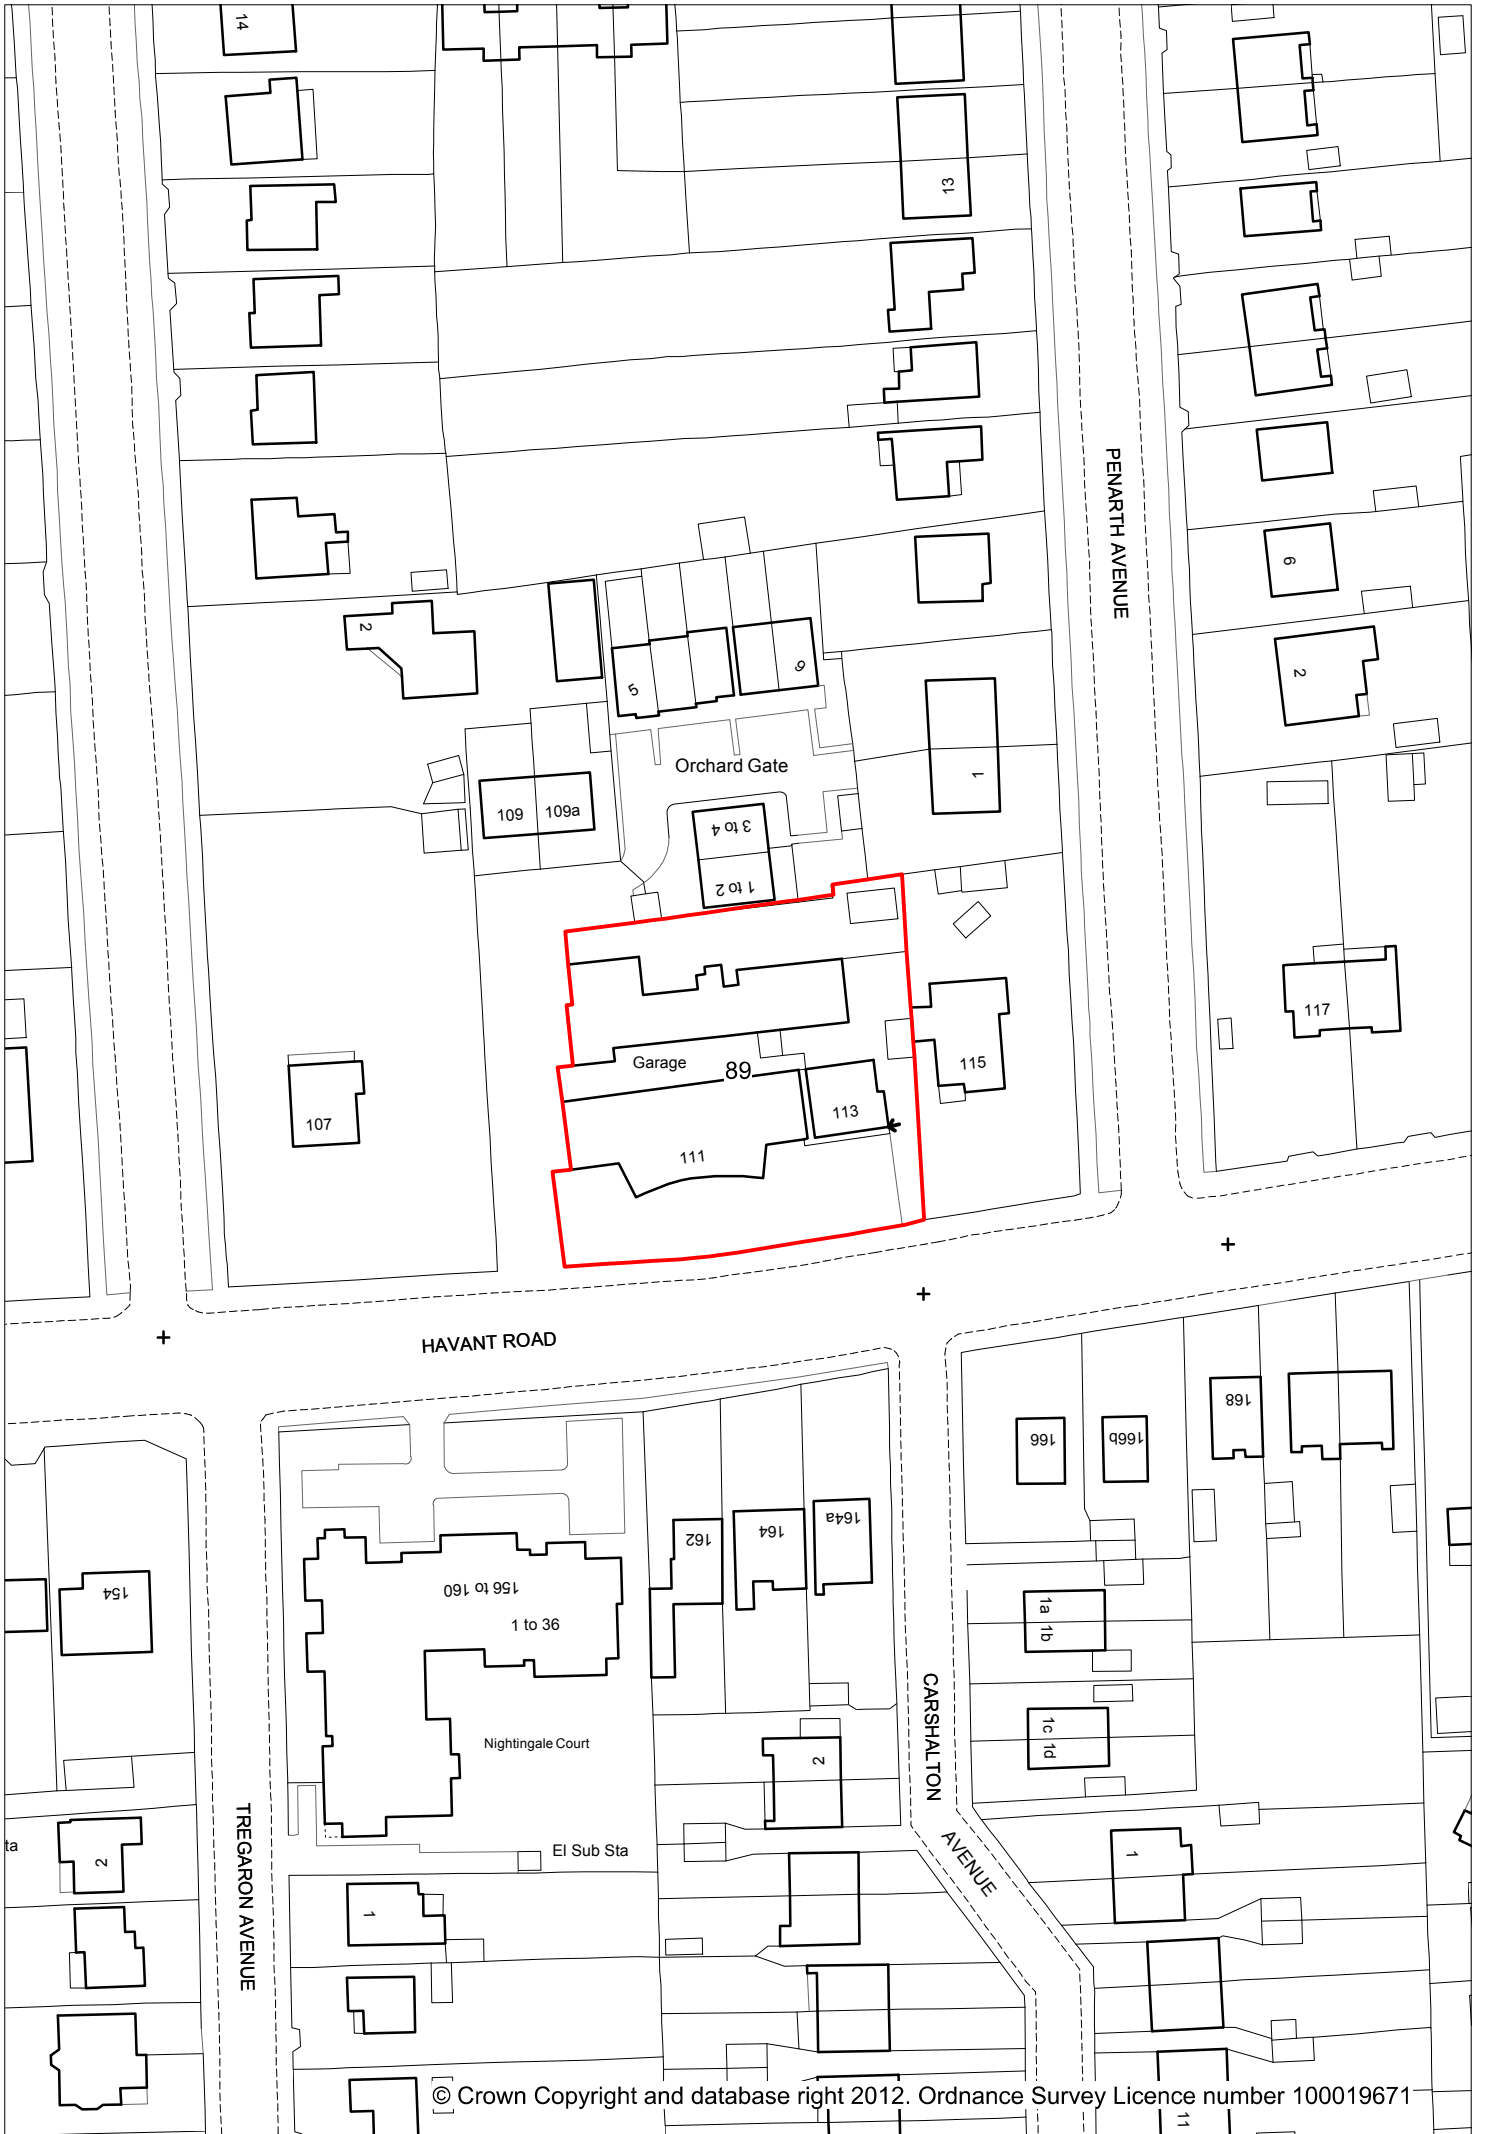 14
13
PENARTH AVENUE
6
2
2
5
9
Orchard Gate
1
109
109a
3 to 4
1 to 2
117
Garage
89
115
107
113
111
HAVANT ROAD
168
166
166b
164a
164
162
154
156 to 160
1 to 36
1a
1b
CARSHALTON
AVENUE
1c
1d
Nightingale Court
2
TREGARON AVENUE
ta
2
El Sub Sta
1
1
© Crown Copyright and database right 2012. Ordnance Survey Licence number 100019671
11